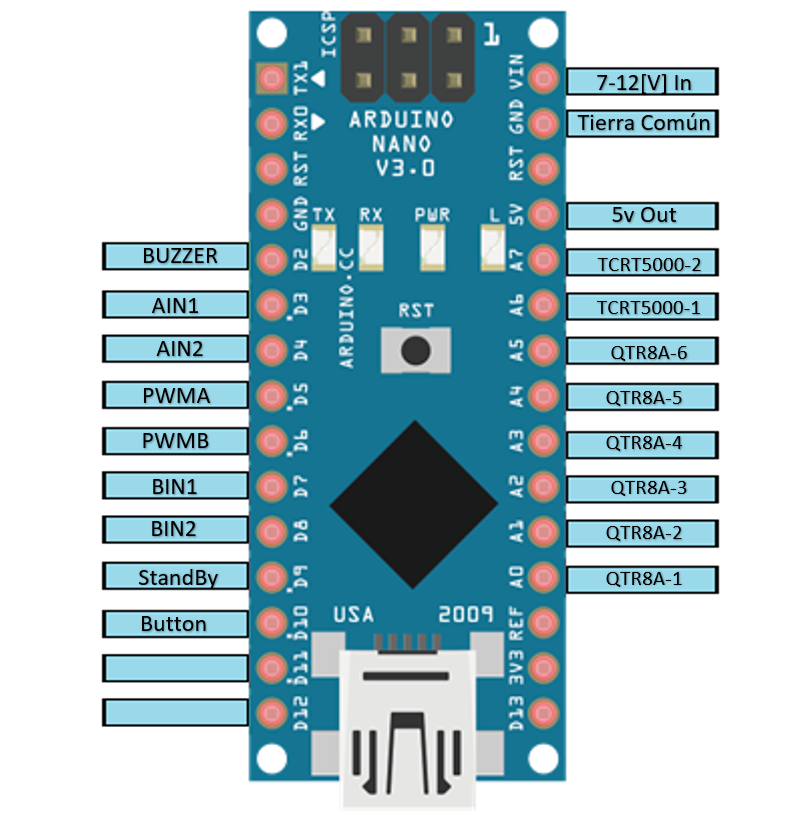 ICSP
1
TX1
RX0
RST
GND
D2
D3
D4
D5
D6
D7
D8
D9
D10
D11
D12
BUZZER
AIN1
AIN2
PWMA
PWMB
BIN1
BIN2
StandBy
Button
ARDUINO
NANO
V3.0
TX RX PWR L
ARDUINO.CC
RST
USA 2009
VIN
GND
RST
5V
A7
A6
A5
A4
A3
A2
A1
A0
REF
3V3
D13
7-12[V] In
Tierra Común
5v Out
TCRT5000-2
TCRT5000-1
QTR8A-6
QTR8A-5
QTR8A-4
QTR8A-3
QTR8A-2
QTR8A-1